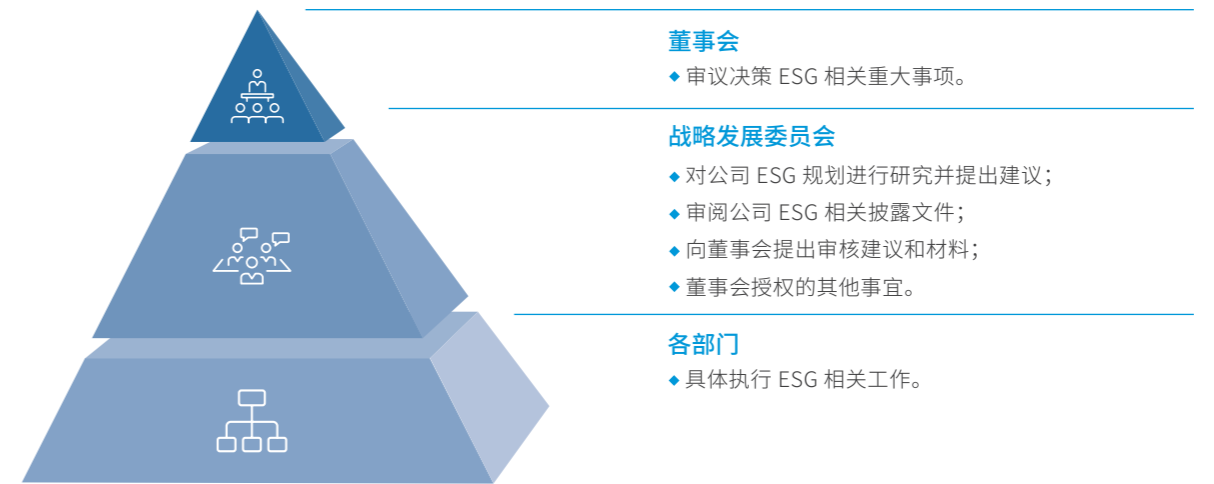 董事会
◆ 审议决策 ESG 相关重大事项。
战略发展委员会
◆ 对公司 ESG 规划进行研究并提出建议；
◆ 审阅公司 ESG 相关披露文件；
◆ 向董事会提出审核建议和材料；
◆ 董事会授权的其他事宜。
各部门
◆ 具体执行 ESG 相关工作。